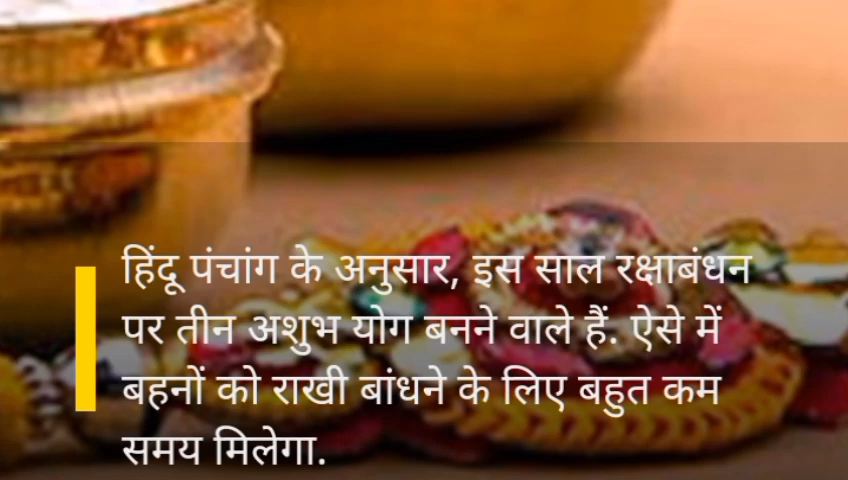 हिंदू पंचांग के अनुसार, इस साल रक्षाबंधन
पर तीन अशुभ योग बनने वाले हैं. ऐसे में
बहनों को राखी बांधने के लिए बहुत कम
समय मिलेगा.